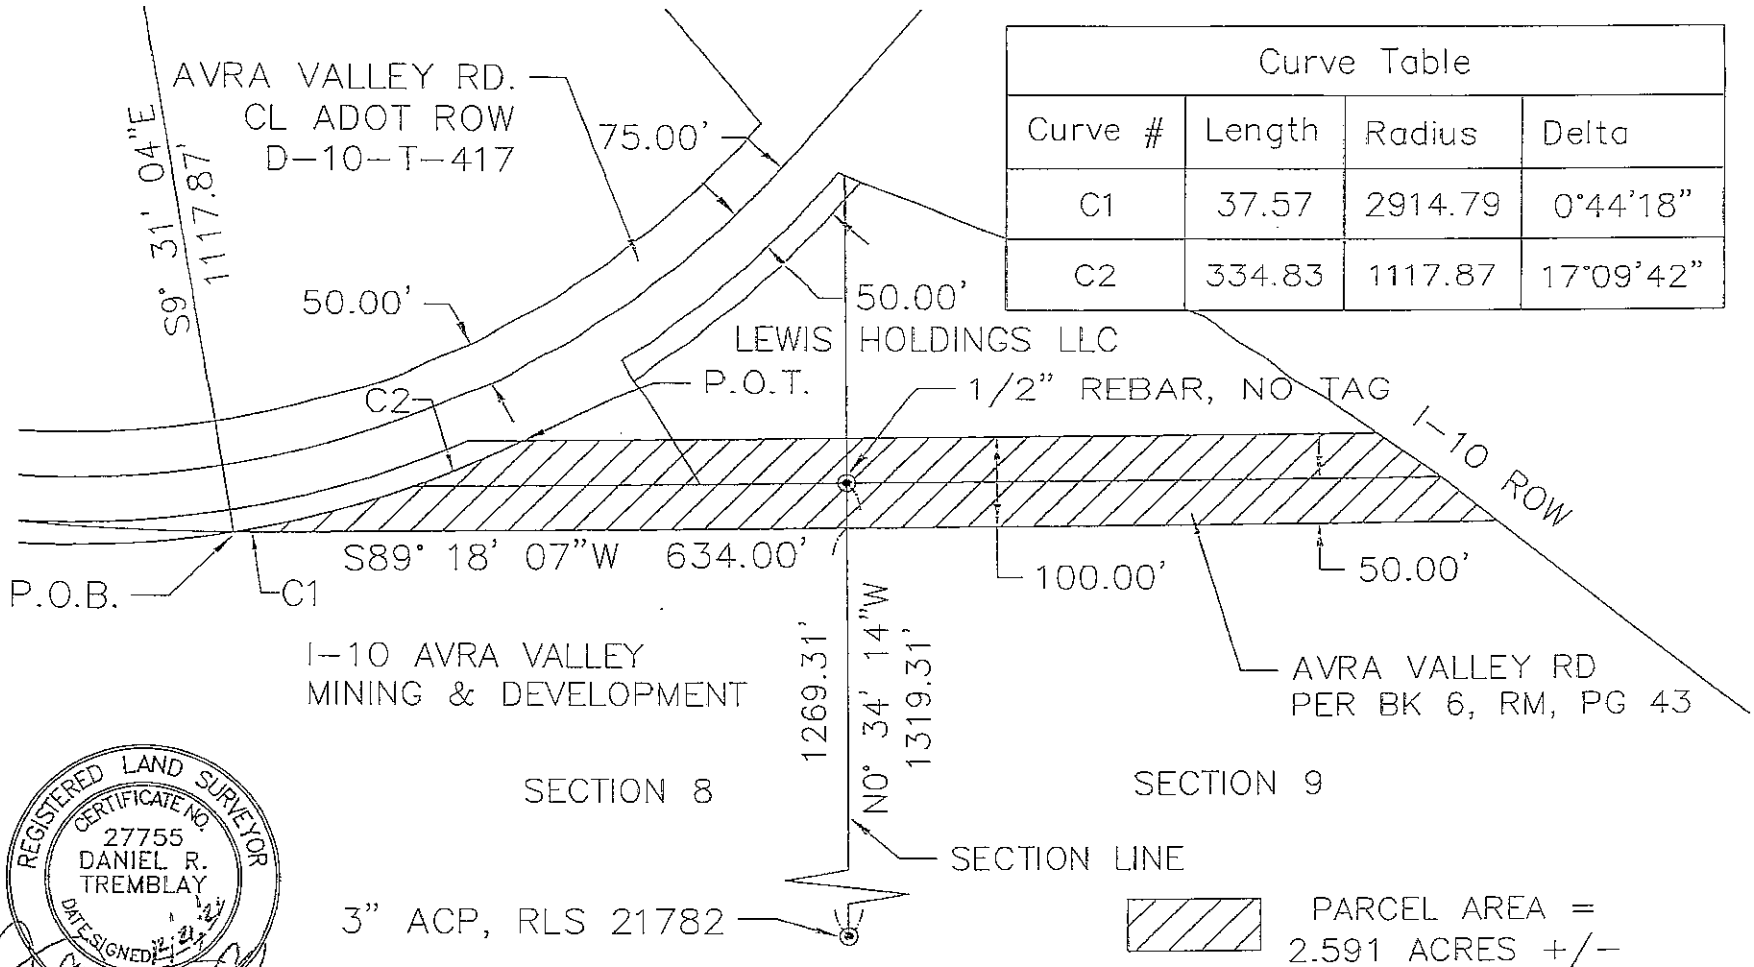 AVRA VALLEY RD.
CL ADOT ROW
D-10-T-417
75.00'
S9° 31' 04"E
1117.87'
50.00'
50.00'
Curve Table
Curve # Length Radius Delta
C1 37.57 2914.79 0°44'18"
C2 334.83 1117.87 17°09'42"
LEWIS HOLDINGS LLC
P.O.T.
1/2" REBAR, NO TAG
C2
I-10 ROW
S89° 18' 07"W 634.00'
P.O.B.
C1
100.00'
50.00'
I-10 AVRA VALLEY
MINING & DEVELOPMENT
1269.31'
N0° 34' 14"W
1319.31'
AVRA VALLEY RD
PER BK 6, RM, PG 43
SECTION 8
SECTION 9
SECTION LINE
3" ACP, RLS 21782
PARCEL AREA =
2.591 ACRES +/-
REGISTERED LAND SURVEYOR
CERTIFICATE NO.
27755
DANIEL R.
TREMBLAY
DATE SIGNED